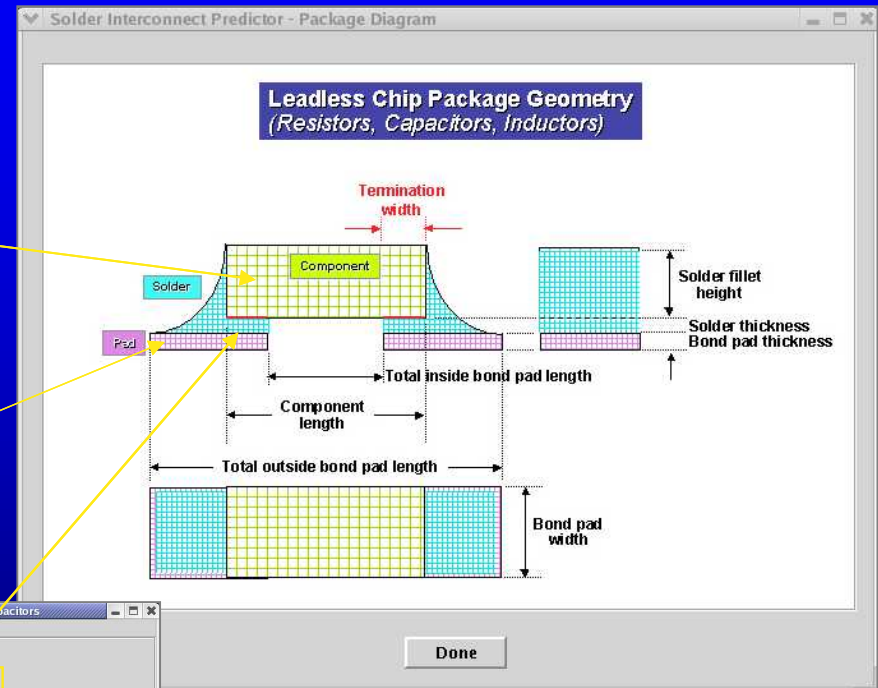 Solder Interconnect Predictor - Package Diagram
Leadless Chip Package Geometry
(Resistors, Capacitors, Inductors)
Termination
width
Component
Solder
Solder fillet
height
Solder thickness
Pad
Bond pad thickness
Total inside bond pad length
Component
length
Total outside bond pad length
Bond pad
width
pacitors
Done